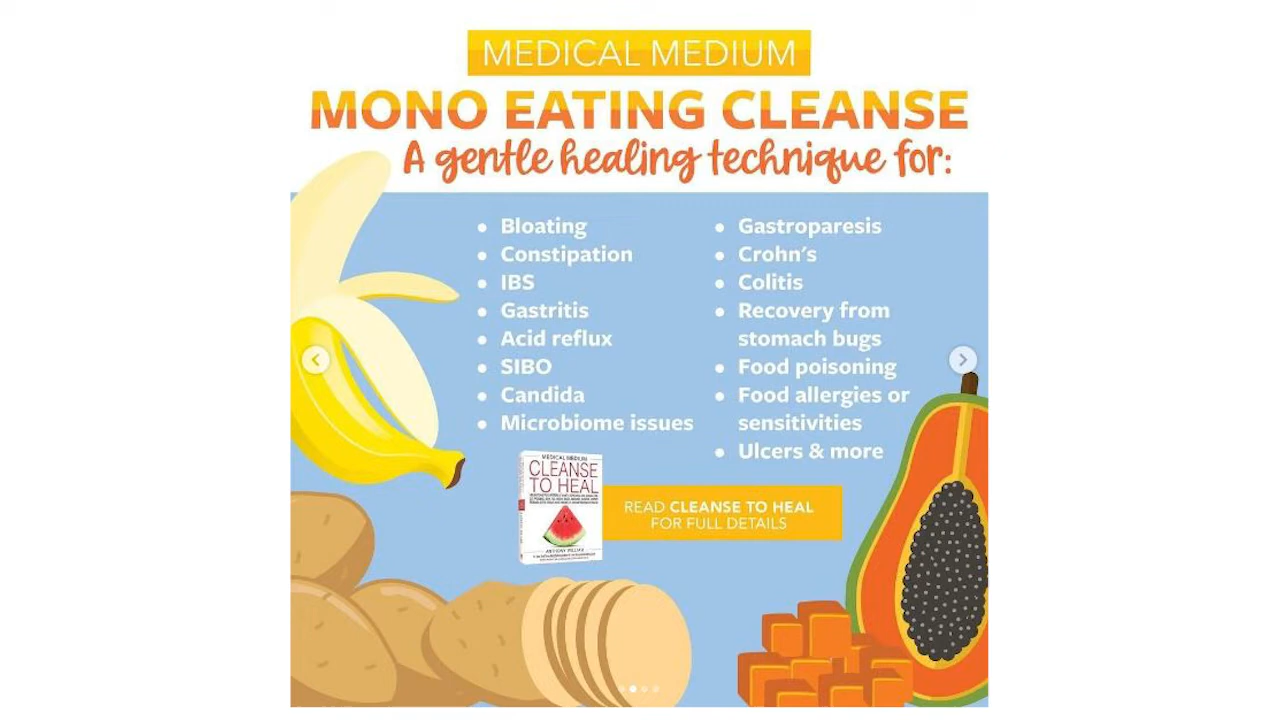 MEDICAL MEDIUM
MONO EATING CLEANSE
A gentle healing technique for:
• Bloating
• Constipation
• IBS
• Gastritis
• Acid reflux
• SIBO
• Candida
• Microbiome issues
• Gastroparesis
• Crohn's
• Colitis
• Recovery from
stomach bugs
• Food poisoning
• Food allergies or
sensitivities
• Ulcers & more
MEDICAL MEDIUM
CLEANSE
TO HEAL
ANTHONY WILLIAM
READ CLEANSE TO HEAL
FOR FULL DETAILS